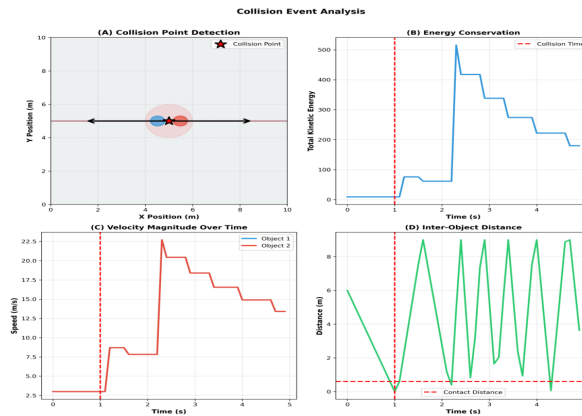 Collision Event Analysis
(A) Collision Point Detection
Collision Point
Y Position (m)
10
8
6
4
2
0
0 2 4 6 8 10
X Position (m)
(B) Energy Conservation
Collision Time
Total Kinetic Energy
500
400
300
200
100
0
0 1 2 3 4
Time (s)
(C) Velocity Magnitude Over Time
Object 1
Object 2
Speed (m/s)
22.5
20.0
17.5
15.0
12.5
10.0
7.5
5.0
2.5
0 1 2 3 4 5
Time (s)
(D) Inter-Object Distance
Distance (m)
8
6
4
2
0
Contact Distance
0 1 2 3 4
Time (s)